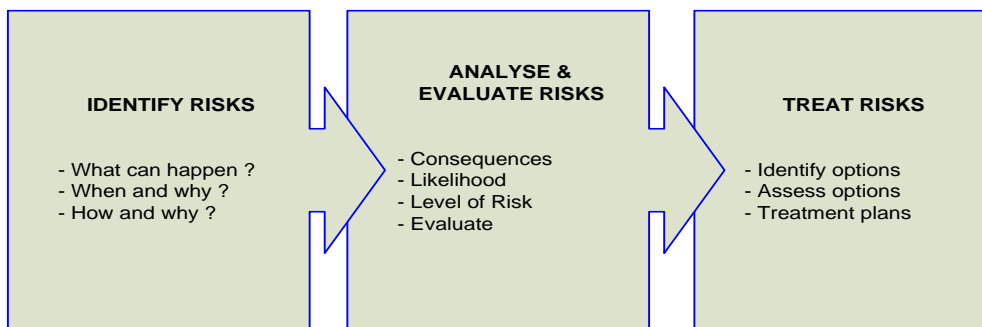 IDENTIFY RISKS
- What can happen ?
- When and why ?
- How and why ?
ANALYSE &
EVALUATE RISKS
- Consequences
- Likelihood
- Level of Risk
- Evaluate
TREAT RISKS
- Identify options
- Assess options
- Treatment plans